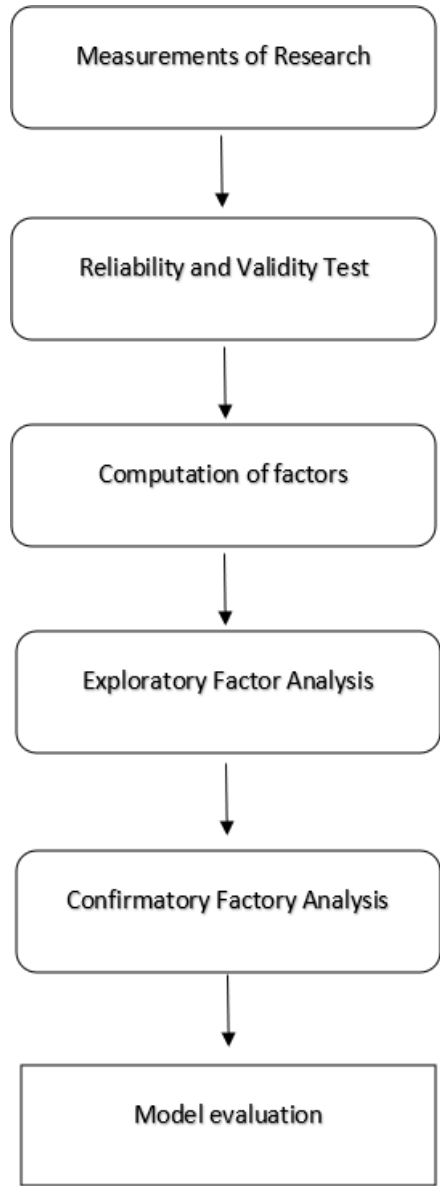 Measurements of Research
Reliability and Validity Test
Computation of factors
Exploratory Factor Analysis
Confirmatory Factory Analysis
Model evaluation